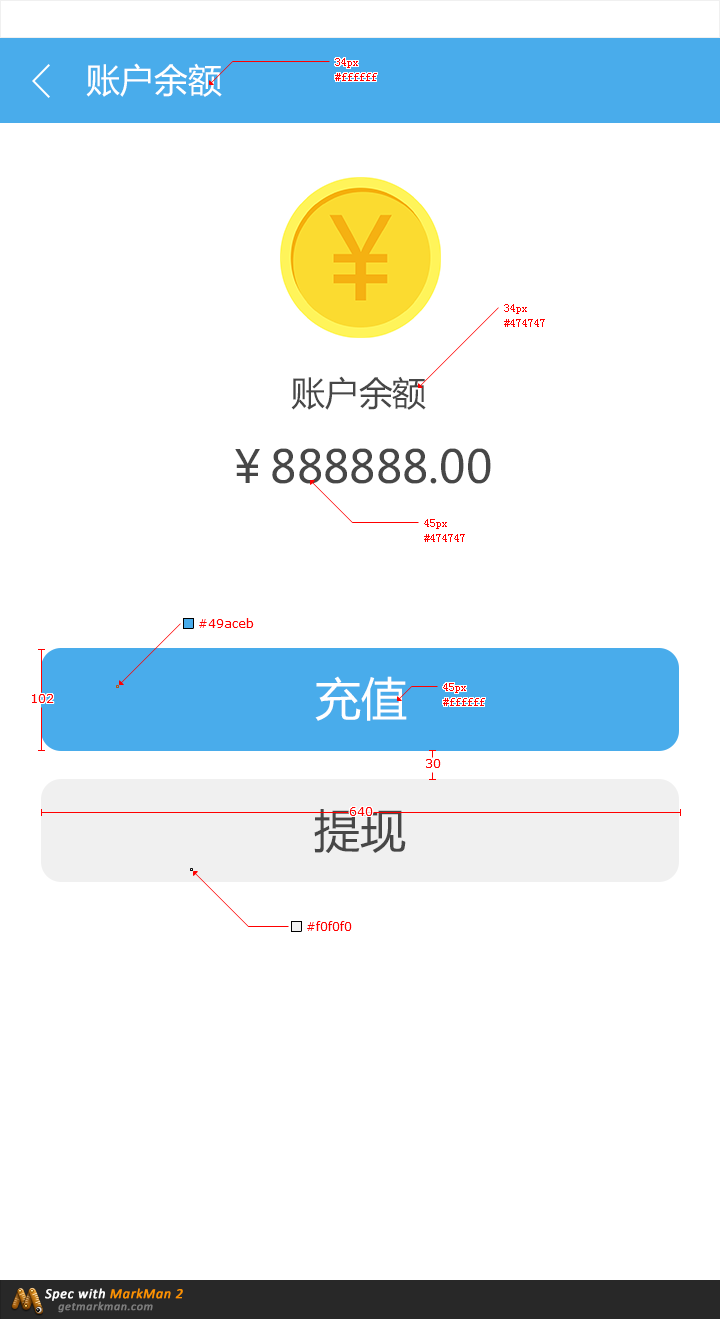 账户余额
34px
#ffffff
¥
34px
#474747
账户余额
¥ 888888.00
45px
#474747
#49aceb
102
充值
45px
#ffffff
30
640
提现
#f0f0f0
Spec with MarkMan 2
getmarkman.com